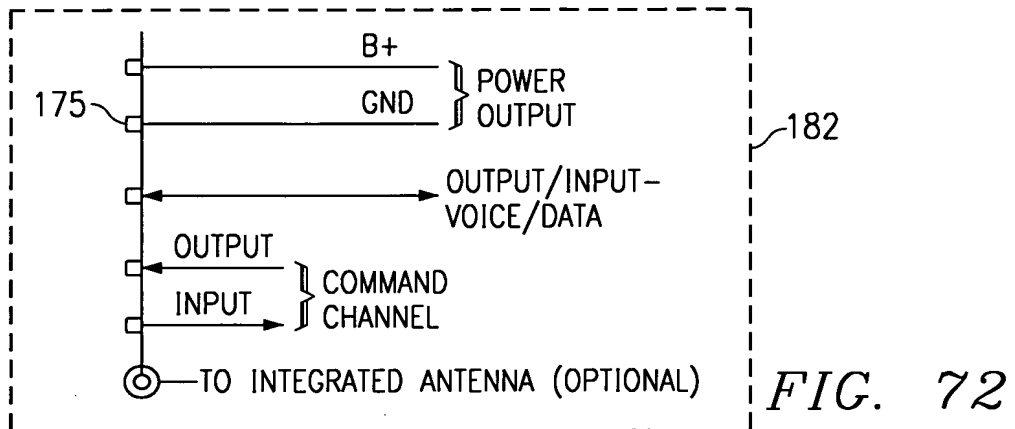 B+
POWER
175
GND
OUTPUT
182
OUTPUT/INPUT-
VOICE/DATA
OUTPUT
COMMAND
INPUT
CHANNEL
TO INTEGRATED ANTENNA (OPTIONAL)
FIG. 72